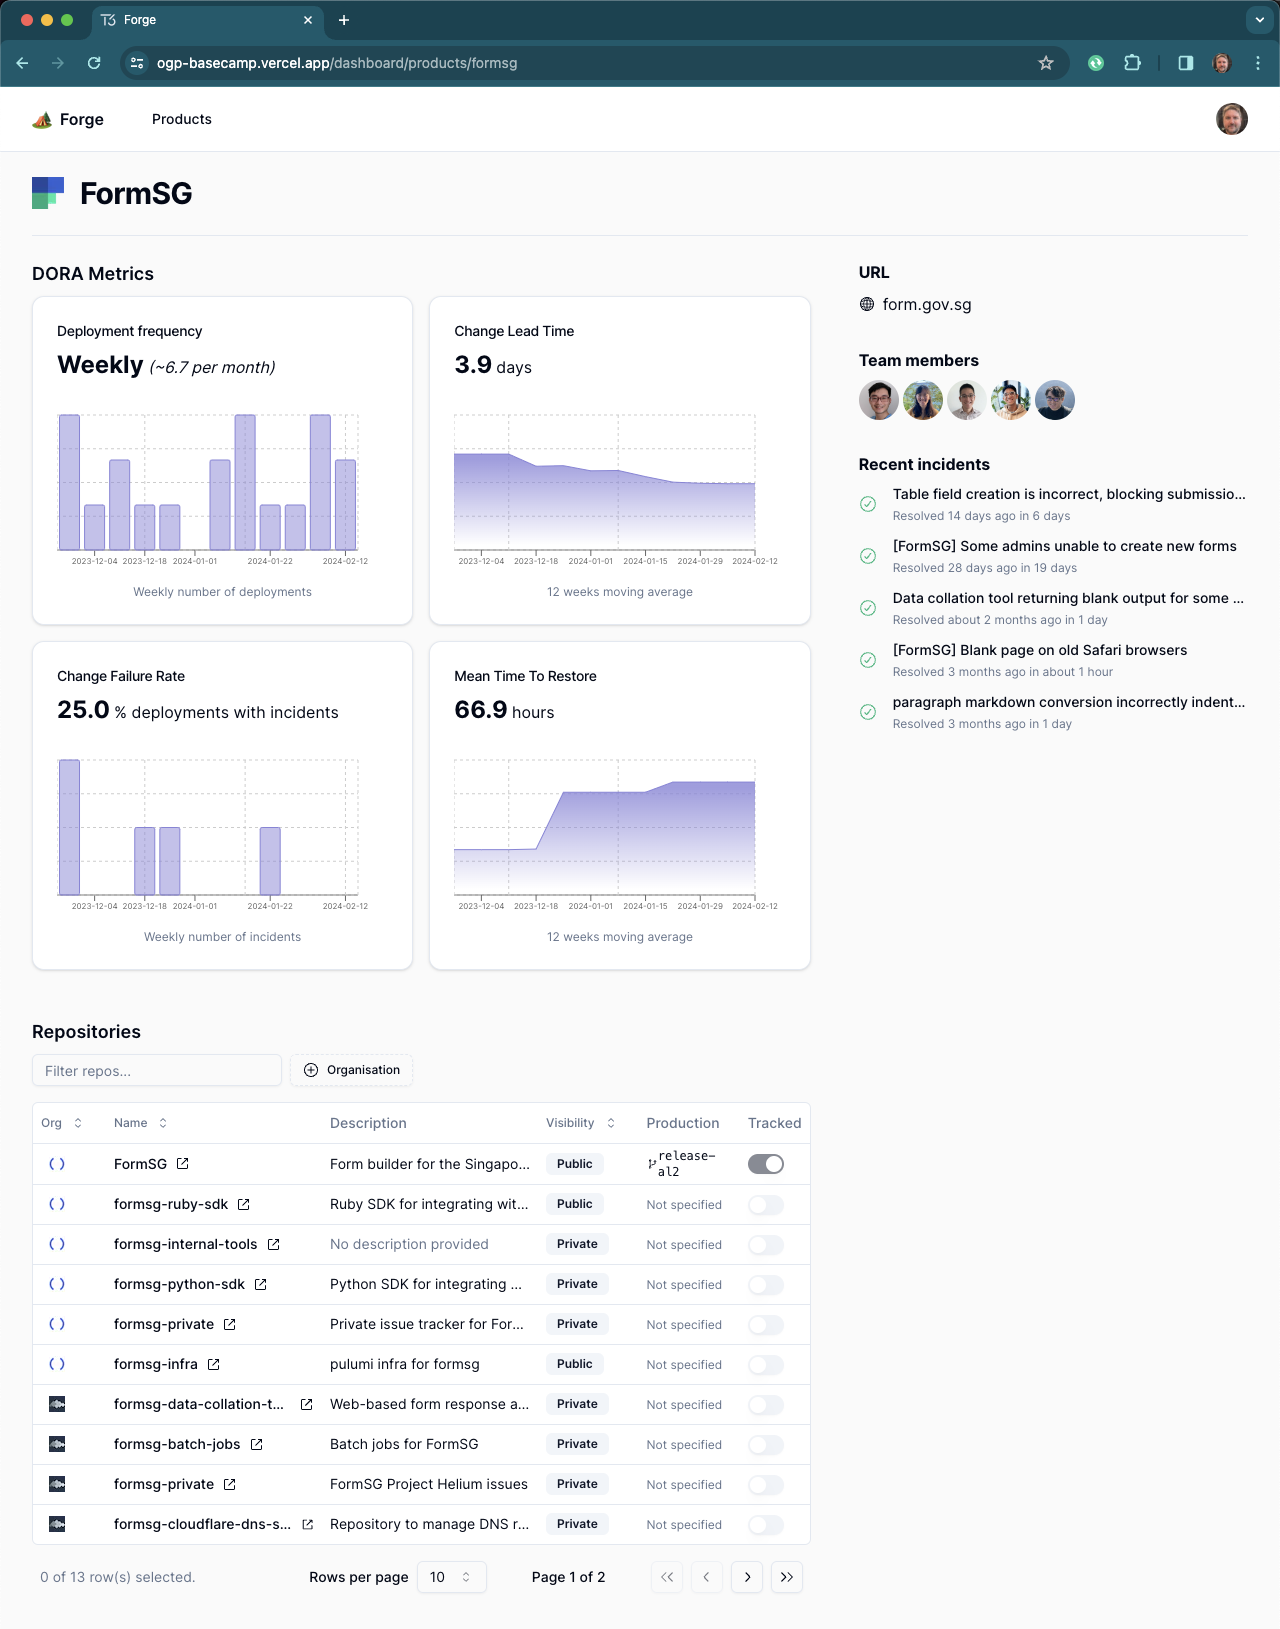 Forge
ogp-basecamp.vercel.app/dashboard/products/formsg
Forge
Products
FormSG
DORA Metrics
Deployment frequency
Weekly (~6.7 per month)
2023-12-04 2023-12-18 2024-01-01 2024-01-22 2024-02-12
Weekly number of deployments
Change Lead Time
3.9 days
2023-12-04 2023-12-18 2024-01-01 2024-01-15 2024-01-29 2024-02-12
12 weeks moving average
Change Failure Rate
25.0 % deployments with incidents
2023-12-04 2023-12-18 2024-01-01 2024-01-22 2024-02-12
Weekly number of incidents
Mean Time To Restore
66.9 hours
2023-12-04 2023-12-18 2024-01-01 2024-01-15 2024-01-29 2024-02-12
12 weeks moving average
URL
form.gov.sg
Team members
Recent incidents
Table field creation is incorrect, blocking submissio...
Resolved 14 days ago in 6 days
[FormSG] Some admins unable to create new forms
Resolved 28 days ago in 19 days
Data collation tool returning blank output for some ...
Resolved about 2 months ago in 1 day
[FormSG] Blank page on old Safari browsers
Resolved 3 months ago in about 1 hour
paragraph markdown conversion incorrectly indent...
Resolved 3 months ago in 1 day
Repositories
Filter repos...
Organisation
Org Name Description Visibility Production Tracked
FormSG Form builder for the Singapo... Public release-
al2
formsg-ruby-sdk Ruby SDK for integrating wit... Public Not specified
formsg-internal-tools No description provided Private Not specified
formsg-python-sdk Python SDK for integrating ... Private Not specified
formsg-private Private issue tracker for For... Private Not specified
formsg-infra pulumi infra for formsg Public Not specified
formsg-data-collation-t... Web-based form response a... Private Not specified
formsg-batch-jobs Batch jobs for FormSG Private Not specified
formsg-private FormSG Project Helium issues Private Not specified
formsg-cloudflare-dns-s... Repository to manage DNS r... Private Not specified
0 of 13 row(s) selected. Rows per page 10 Page 1 of 2